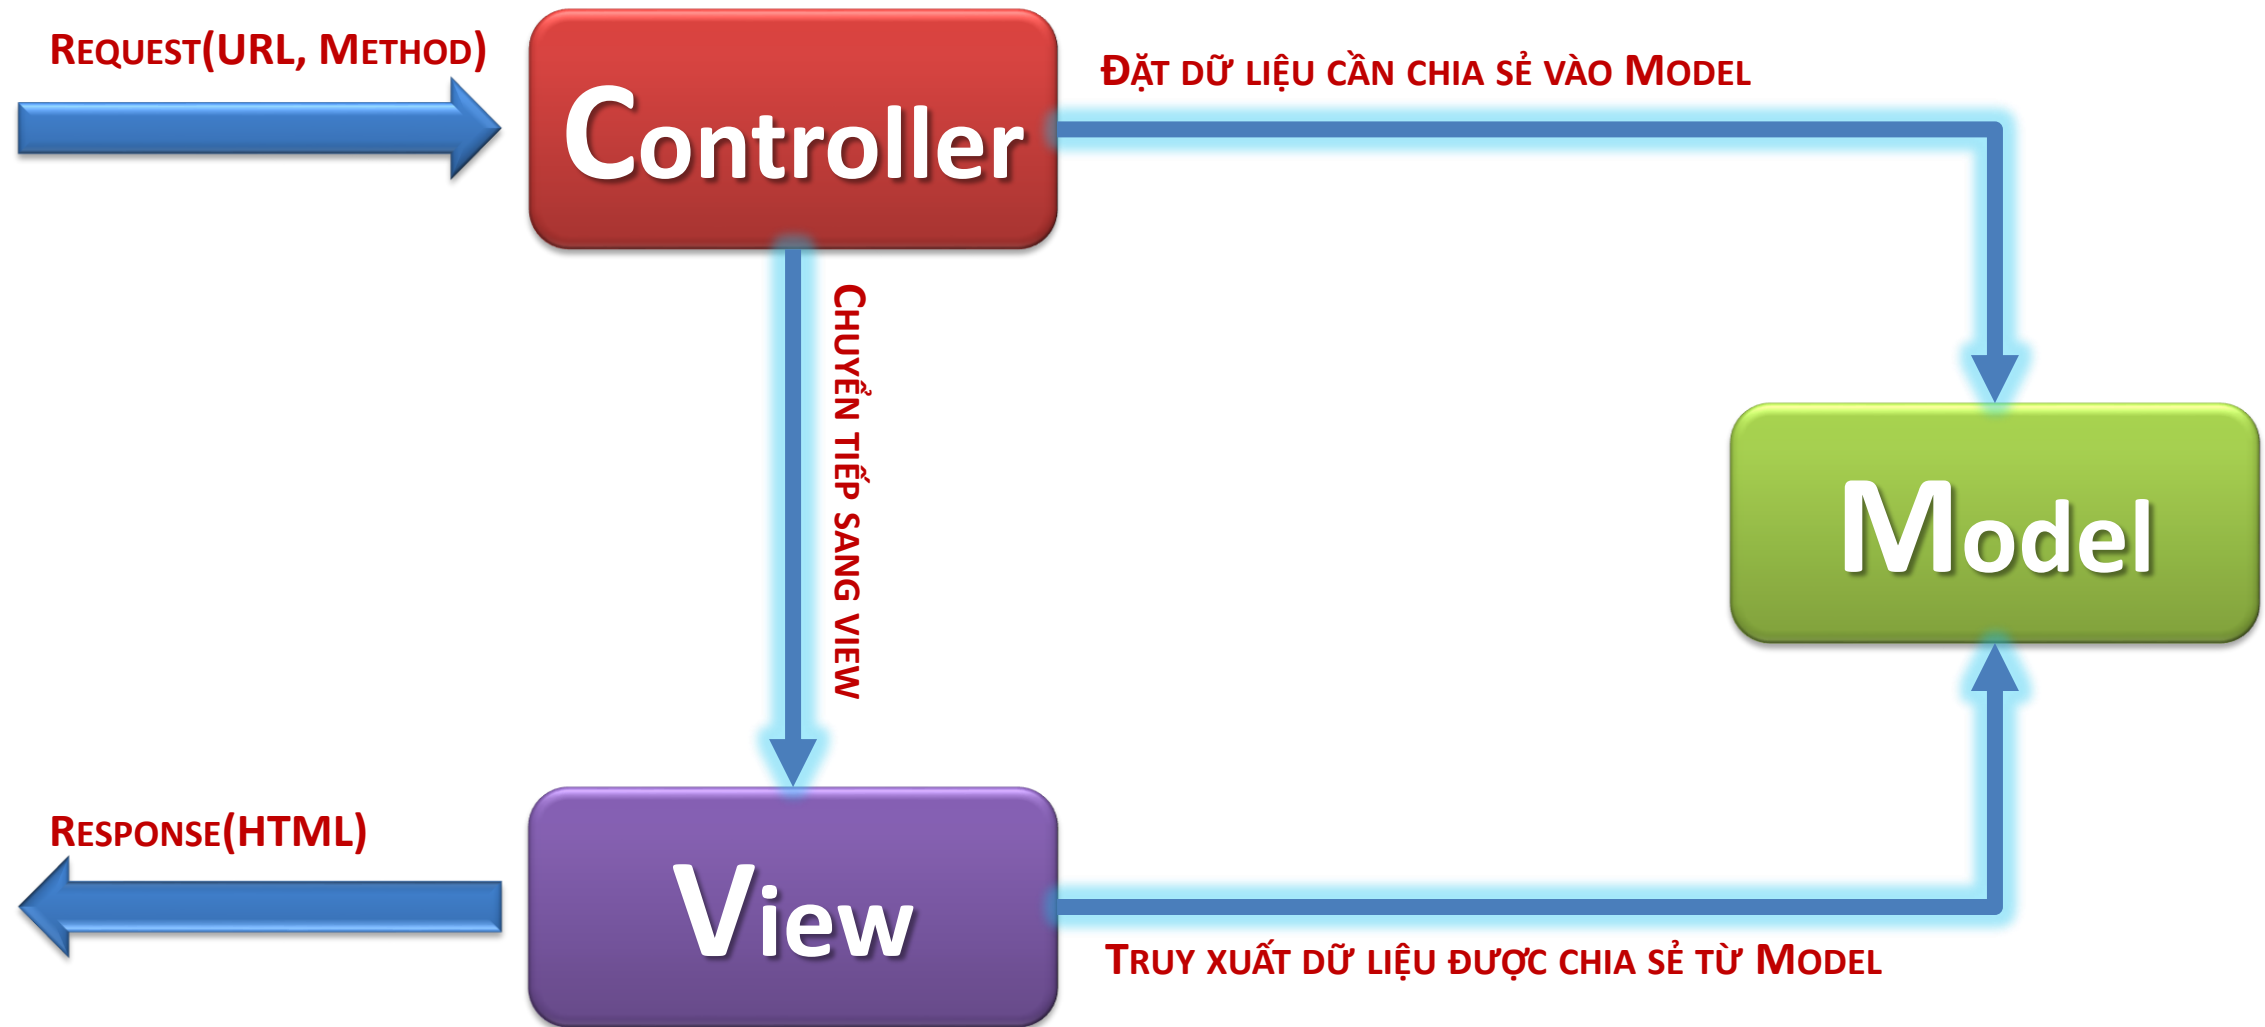 Request(URL, Method)
Controller
Đặt dữ liệu cần chia sẻ vào Model
Chuyển tiếp sang view
Model
Response(HTML)
View
Truy xuất dữ liệu được chia sẻ từ Model